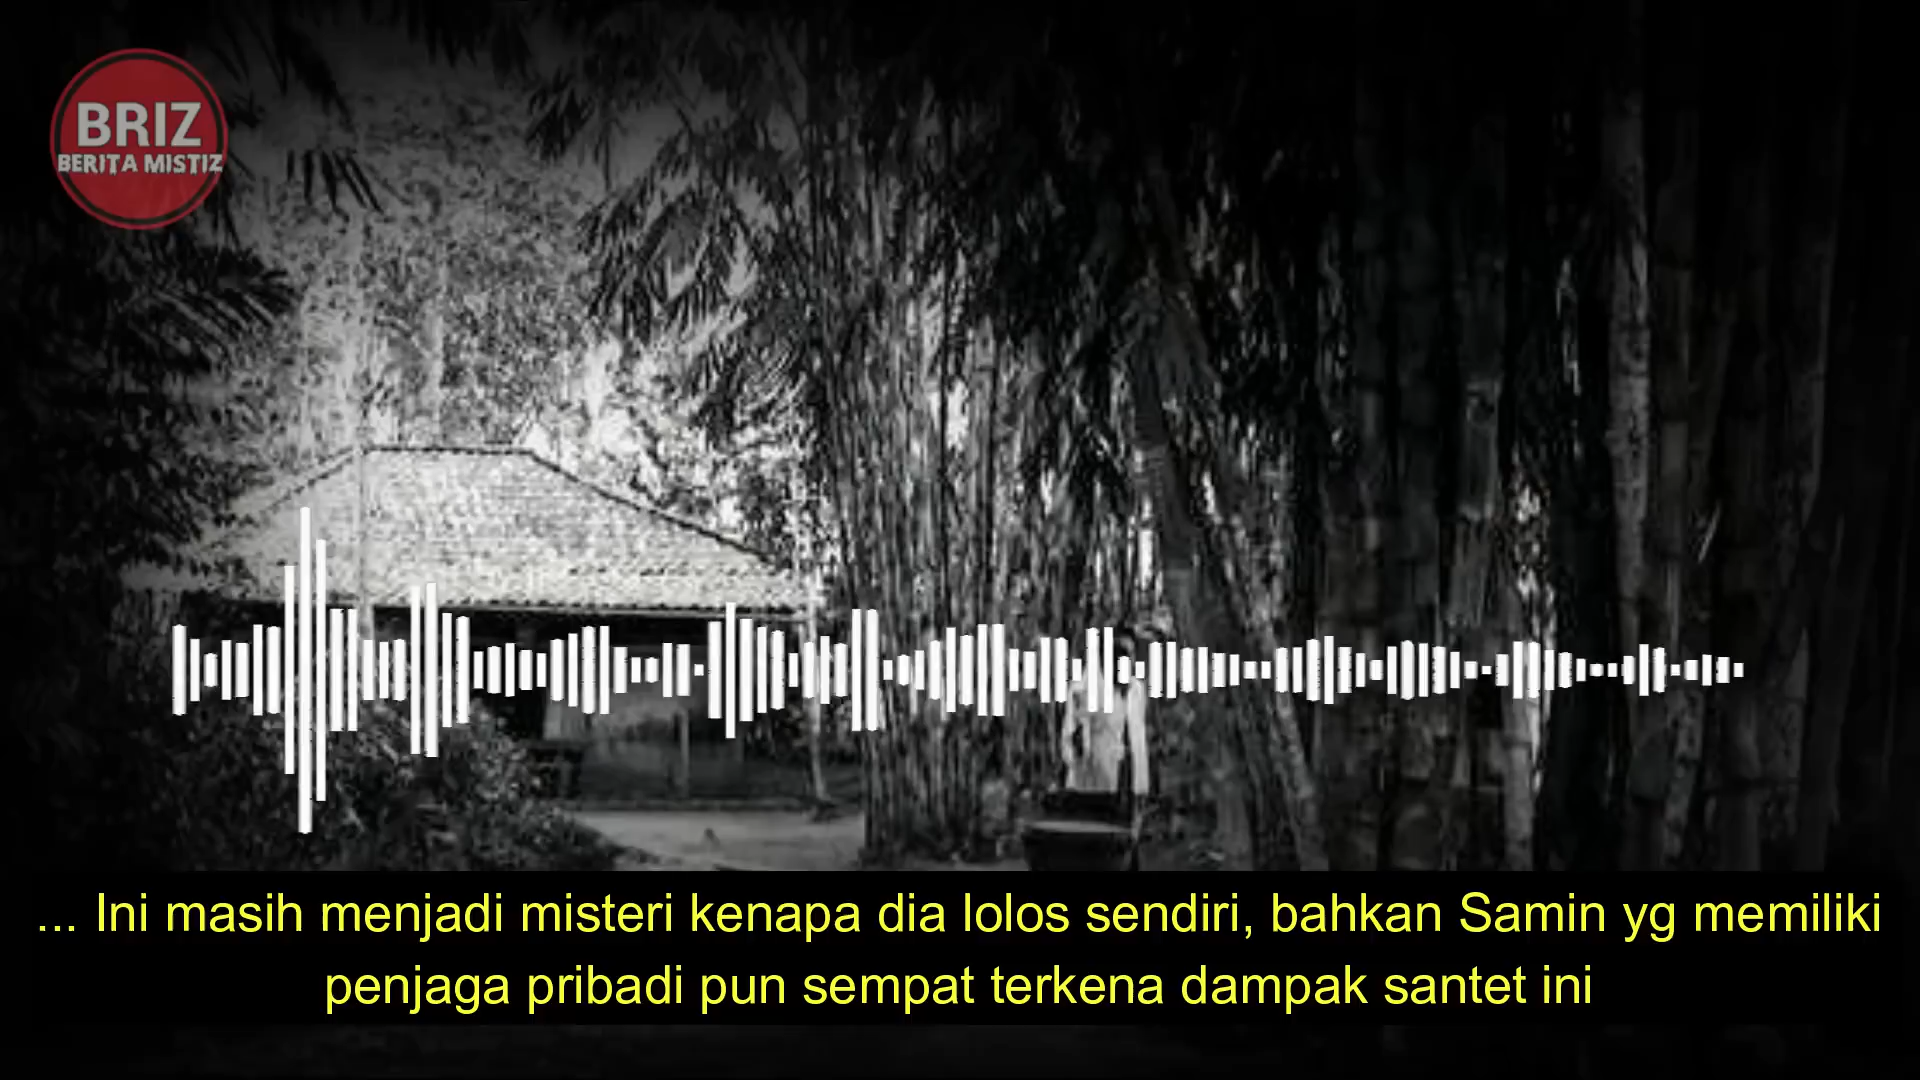 BRIZ
BERITA MISTIZ
... Ini masih menjadi misteri kenapa dia lolos sendiri, bahkan Samin yg memiliki
penjaga pribadi pun sempat terkena dampak santet ini